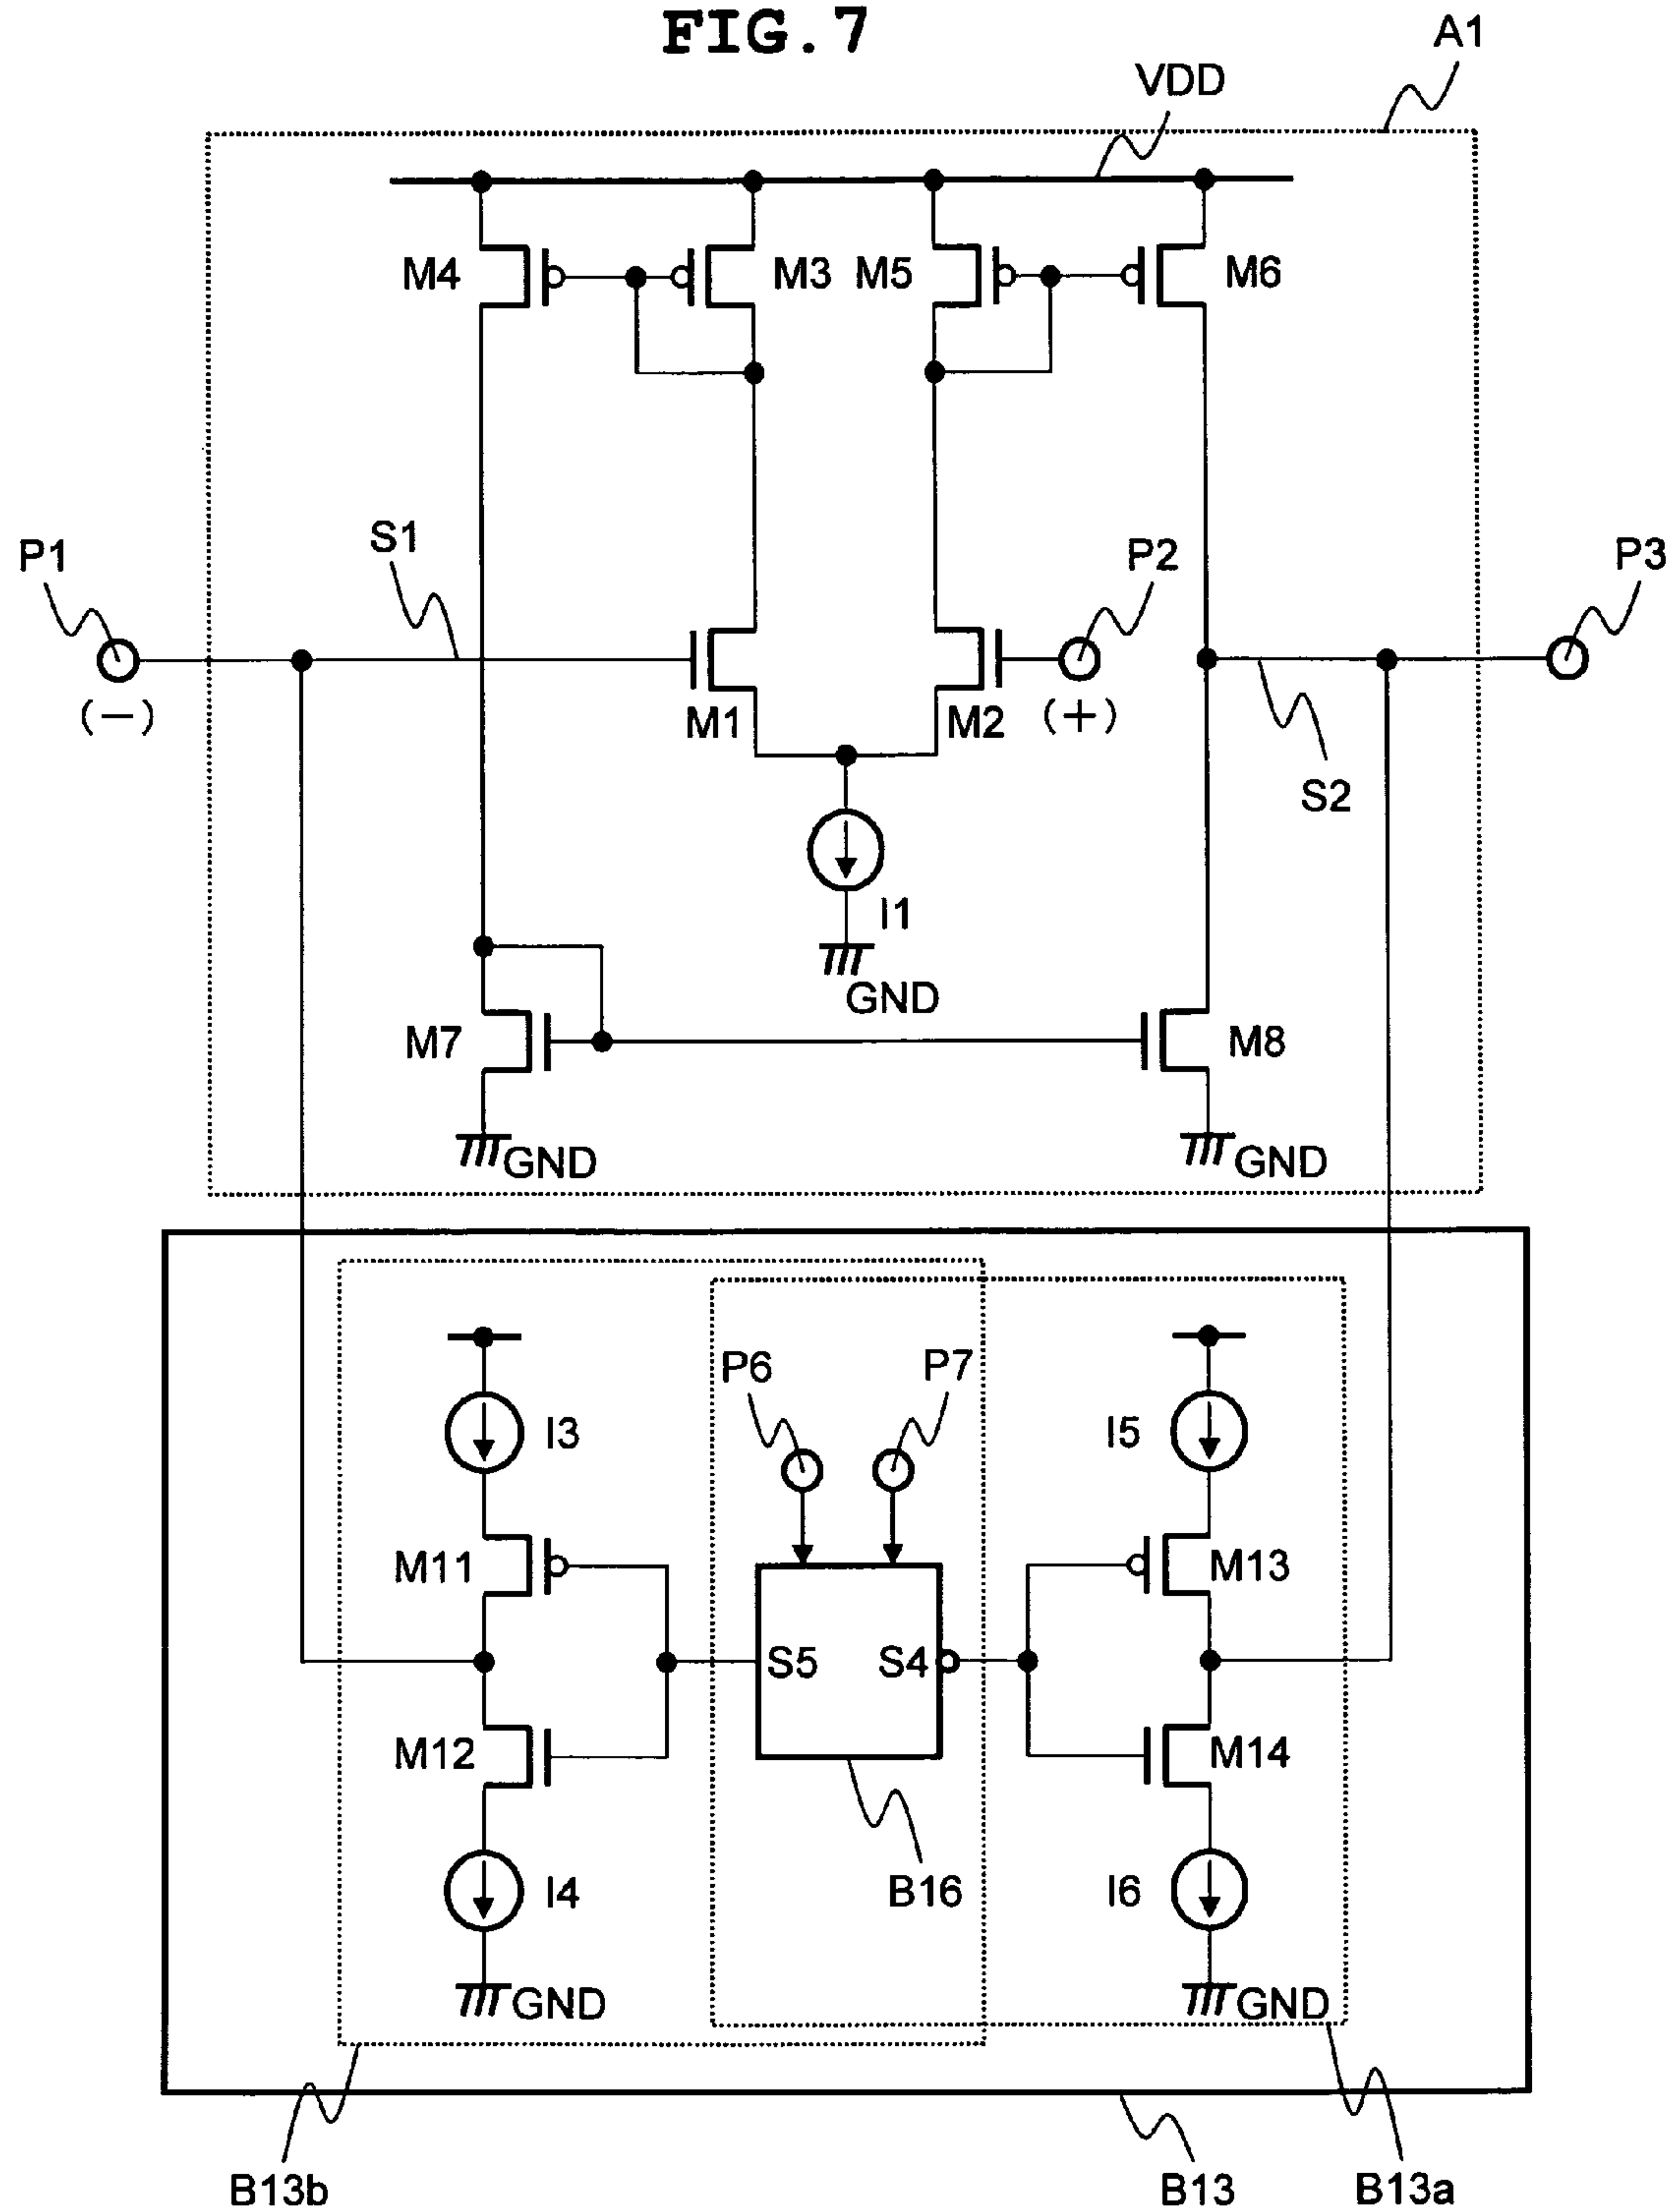 FIG. 7
A1
VDD
M4
M3
M5
M6
S1
P1
P2
P3
(−)
M1
M2
(+)
S2
I1
GND
M7
M8
GND
GND
P6
P7
I3
I5
M11
M13
S5
S4
M12
M14
B16
I4
I6
GND
GND
B13b
B13
B13a